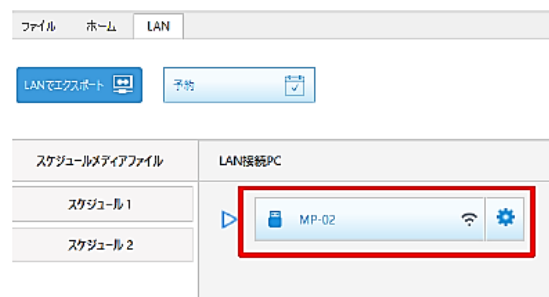 ファイル ホーム LAN
LANでエクスポート 予約
スケジュールメディアファイル LAN接続PC
スケジュール 1
MP-02
スケジュール 2